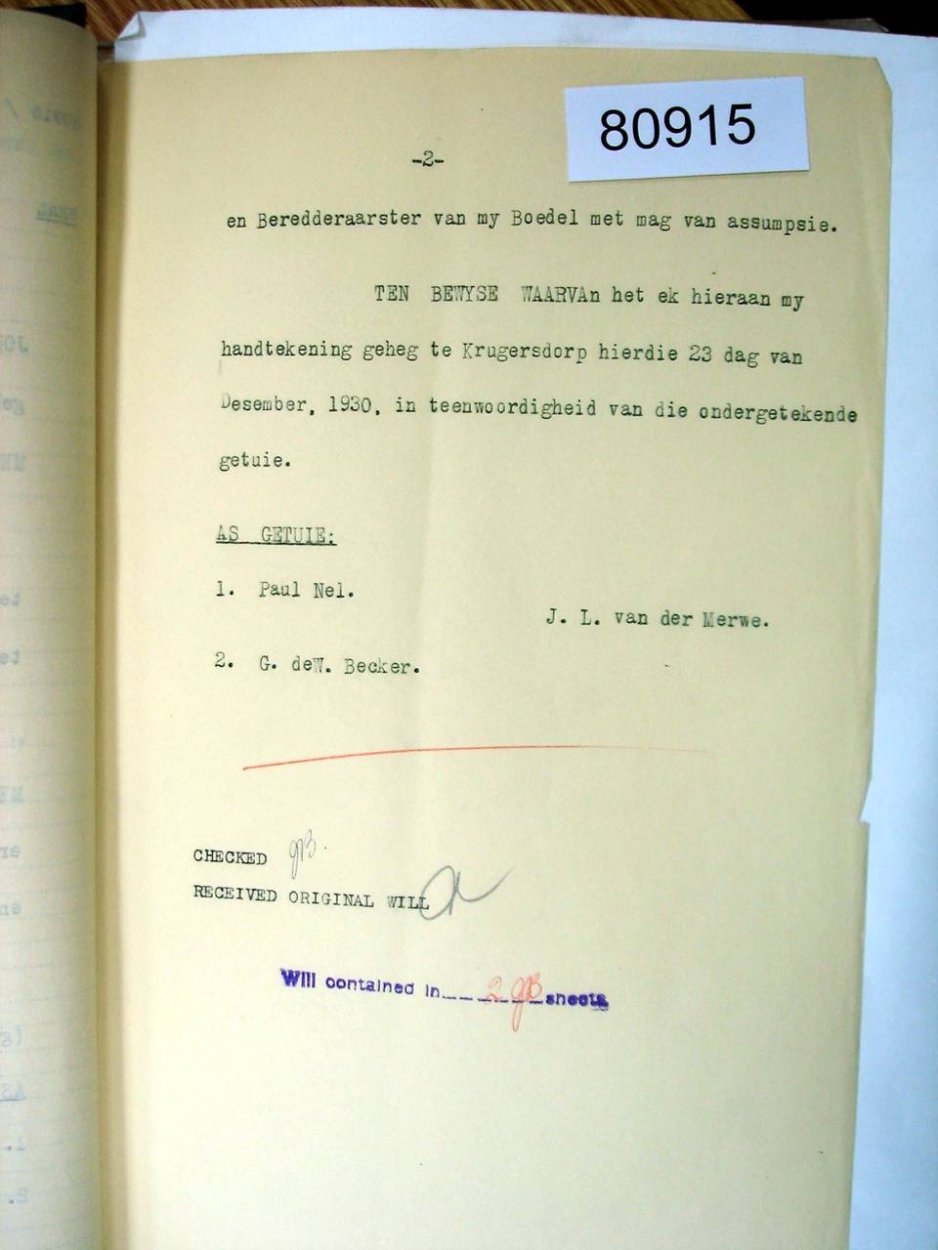 80915
-2-
en Beredderaarster van my Boedel met mag van assumpsie.
TEN BEWYSE WAARVAn het ek hieraan my
handtekening geheg te Krugersdorp hierdie 23 dag van
Desember, 1930, in teenwoordigheid van die ondergetekende
getuie.
AS GETUIE:
1. Paul Nel.
J. L. van der Merwe.
2. G. deW. Becker.
CHECKED
RECEIVED ORIGINAL WILL
Will contained in 2 sheets